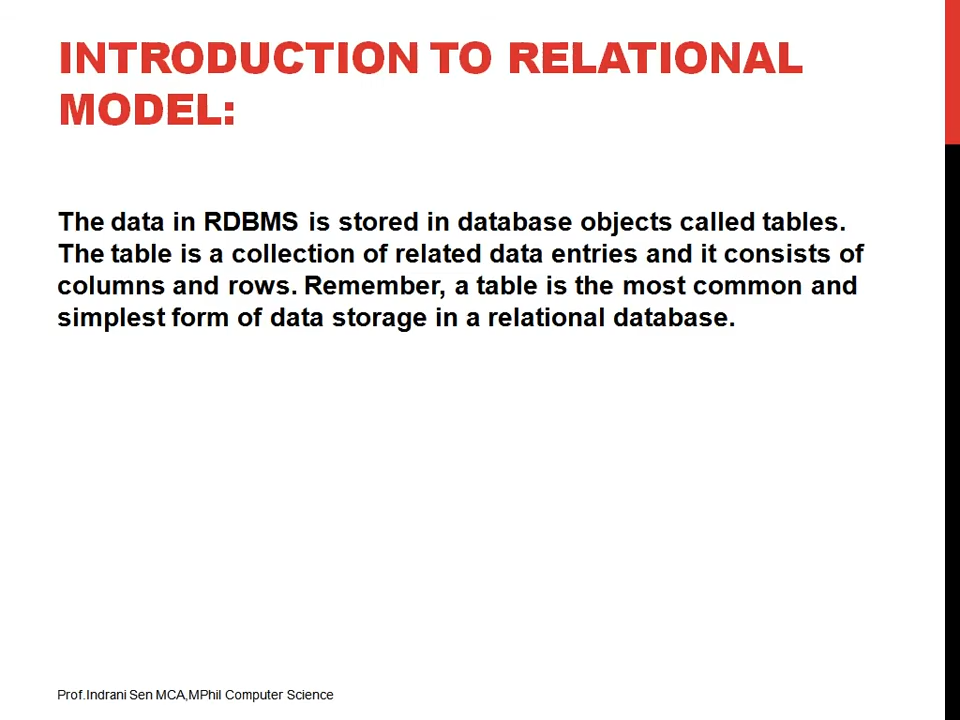 INTRODUCTION TO RELATIONAL
MODEL:
The data in RDBMS is stored in database objects called tables.
The table is a collection of related data entries and it consists of
columns and rows. Remember, a table is the most common and
simplest form of data storage in a relational database.
Prof.Indrani Sen MCA,MPhil Computer Science